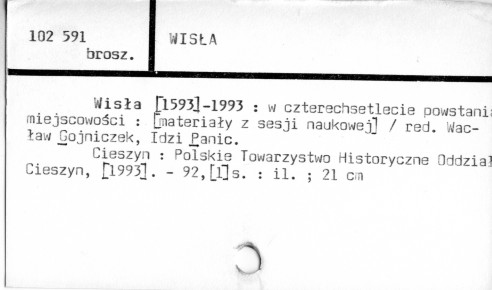 102 591
brosz.
WISŁA
Wisła [1593]-1993 : w czterechsetlecie powstania
miejscowości : [materiały z sesji naukowej] / red. Wac-
ław Gojniczek, Idzi Panic.
Cieszyn : Polskie Towarzystwo Historyczne Oddział
Cieszyn, [1993]. - 92,[1]s. : il. ; 21 cm